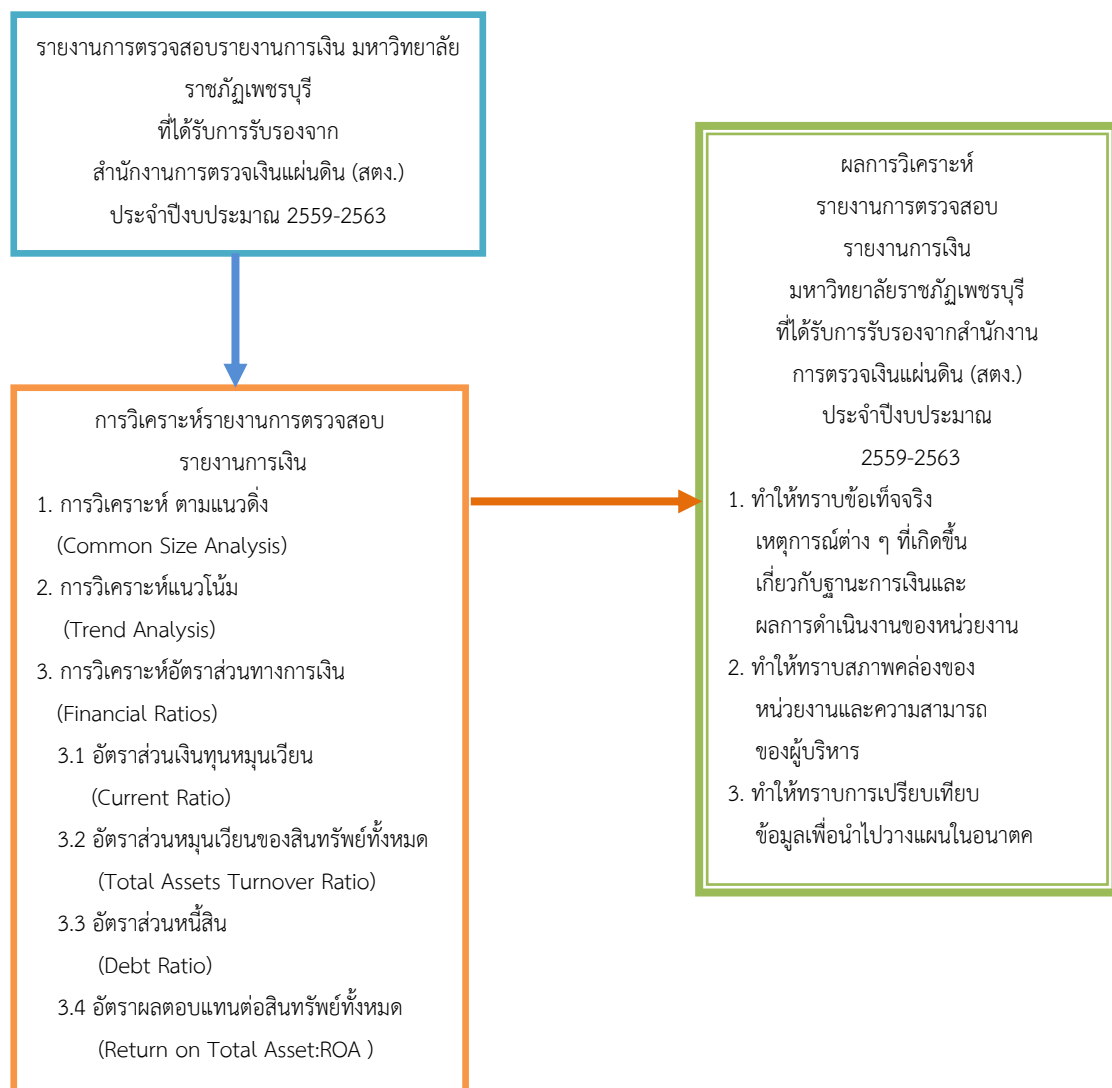 รายงานการตรวจสอบรายงานการเงิน มหาวิทยาลัย
ราชภัฏเพชรบุรี
ที่ได้รับการรับรองจาก
สำนักงานการตรวจเงินแผ่นดิน (สตง.)
ประจำปีงบประมาณ 2559-2563
การวิเคราะห์รายงานการตรวจสอบ
รายงานการเงิน
1. การวิเคราะห์ ตามแนวดิ่ง
(Common Size Analysis)
2. การวิเคราะห์แนวโน้ม
(Trend Analysis)
3. การวิเคราะห์อัตราส่วนทางการเงิน
(Financial Ratios)
3.1 อัตราส่วนเงินทุนหมุนเวียน
(Current Ratio)
3.2 อัตราส่วนหมุนเวียนของสินทรัพย์ทั้งหมด
(Total Assets Turnover Ratio)
3.3 อัตราส่วนหนี้สิน
(Debt Ratio)
3.4 อัตราผลตอบแทนต่อสินทรัพย์ทั้งหมด
(Return on Total Asset:ROA )
ผลการวิเคราะห์
รายงานการตรวจสอบ
รายงานการเงิน
มหาวิทยาลัยราชภัฏเพชรบุรี
ที่ได้รับการรับรองจากสำนักงาน
การตรวจเงินแผ่นดิน (สตง.)
ประจำปีงบประมาณ
2559-2563
1. ทำให้ทราบข้อเท็จจริง
เหตุการณ์ต่าง ๆ ที่เกิดขึ้น
เกี่ยวกับฐานะการเงินและ
ผลการดำเนินงานของหน่วยงาน
2. ทำให้ทราบสภาพคล่องของ
หน่วยงานและความสามารถ
ของผู้บริหาร
3. ทำให้ทราบการเปรียบเทียบ
ข้อมูลเพื่อนำไปวางแผนในอนาตค